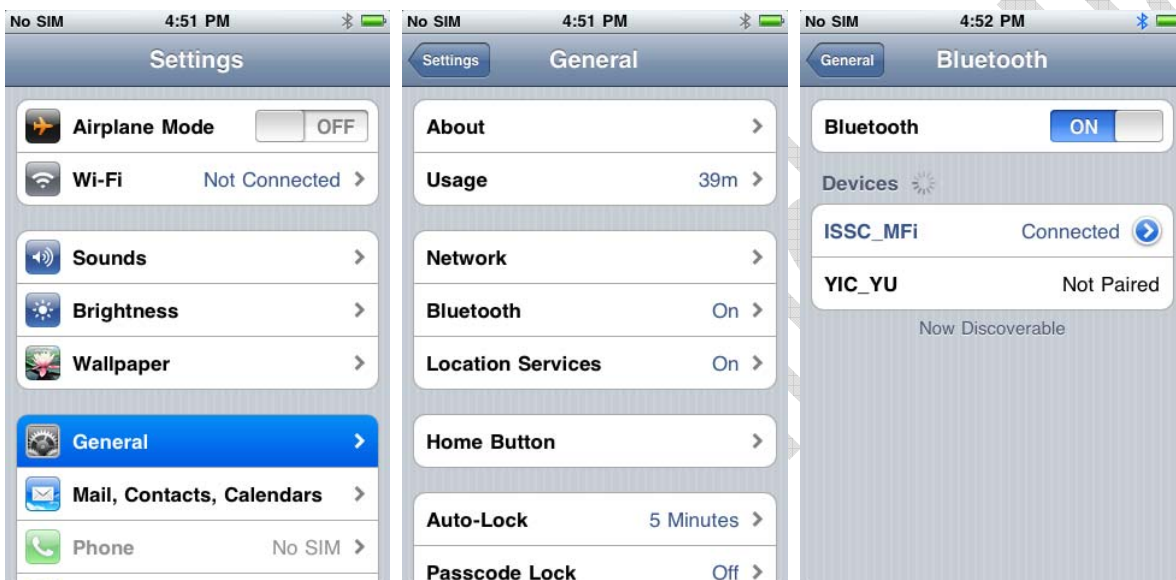 No SIM 4:51 PM
Settings
Airplane Mode OFF
Wi-Fi Not Connected
Sounds
Brightness
Wallpaper
General
Mail, Contacts, Calendars
Phone No SIM
No SIM 4:51 PM
Settings General
About
Usage 39m
Network
Bluetooth On
Location Services On
Home Button
Auto-Lock 5 Minutes
Passcode Lock Off
No SIM 4:52 PM
General Bluetooth
Bluetooth ON
Devices
ISSC_MFi Connected
YIC_YU Not Paired
Now Discoverable